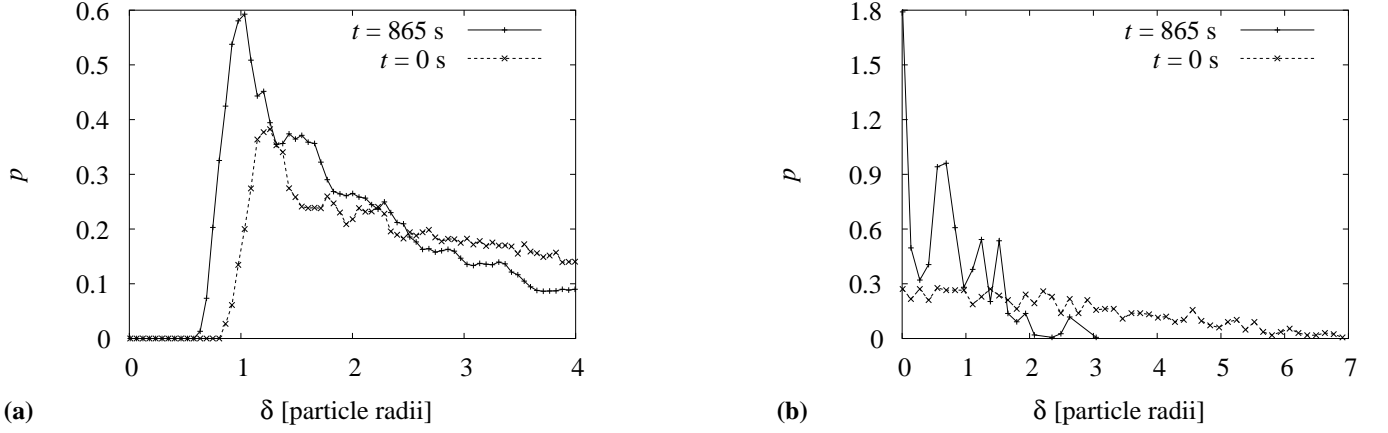 t = 865 s
t = 0 s
p
0.6
0.5
0.4
0.3
0.2
0.1
0
0 1 2 3 4
δ [particle radii]
(a)
t = 865 s
t = 0 s
p
1.8
1.5
1.2
0.9
0.6
0.3
0
0 1 2 3 4 5 6 7
δ [particle radii]
(b)